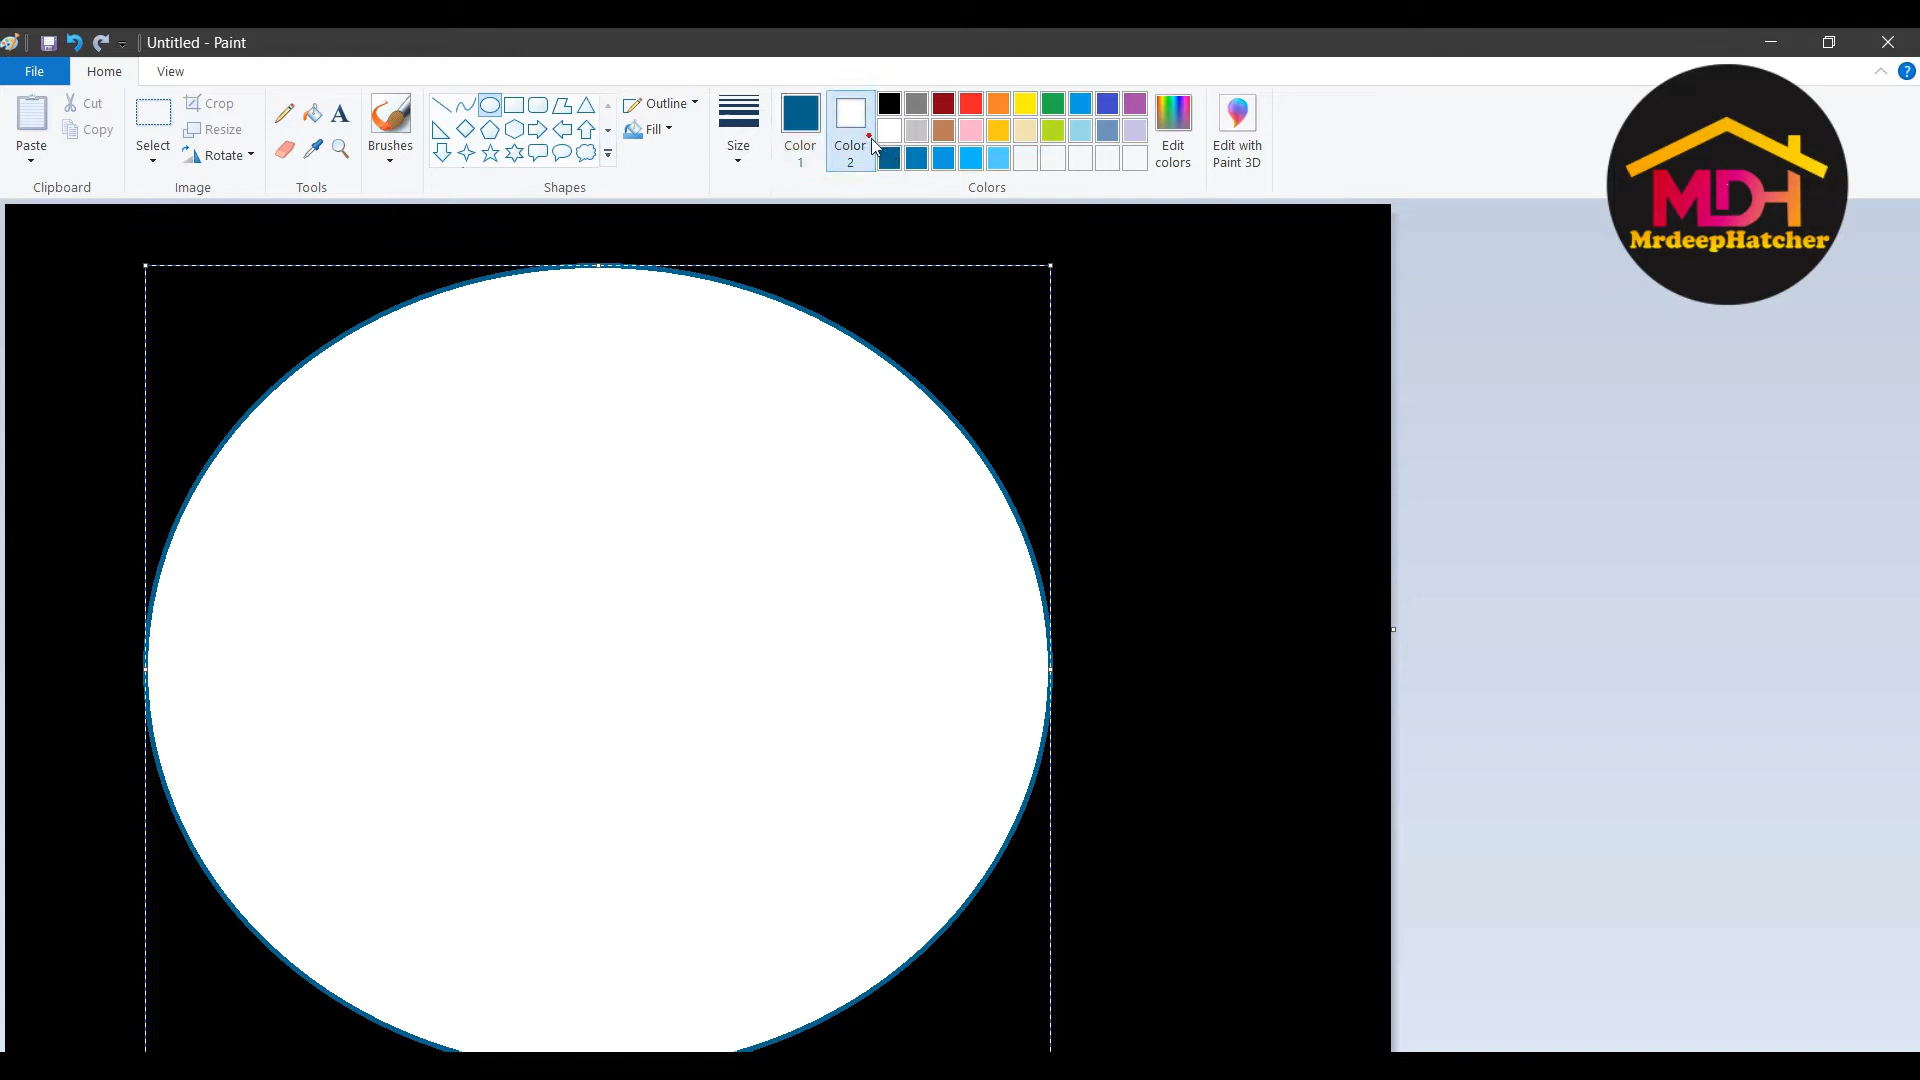 Untitled - Paint
File
Home
View
Paste
Cut
Copy
Clipboard
Select
Crop
Resize
Rotate
Image
A
Tools
Brushes
Shapes
Outline
Fill
Size
Color
1
Color
2
Colors
Edit
colors
Edit with
Paint 3D
?
MDH
MrdeepHatcher